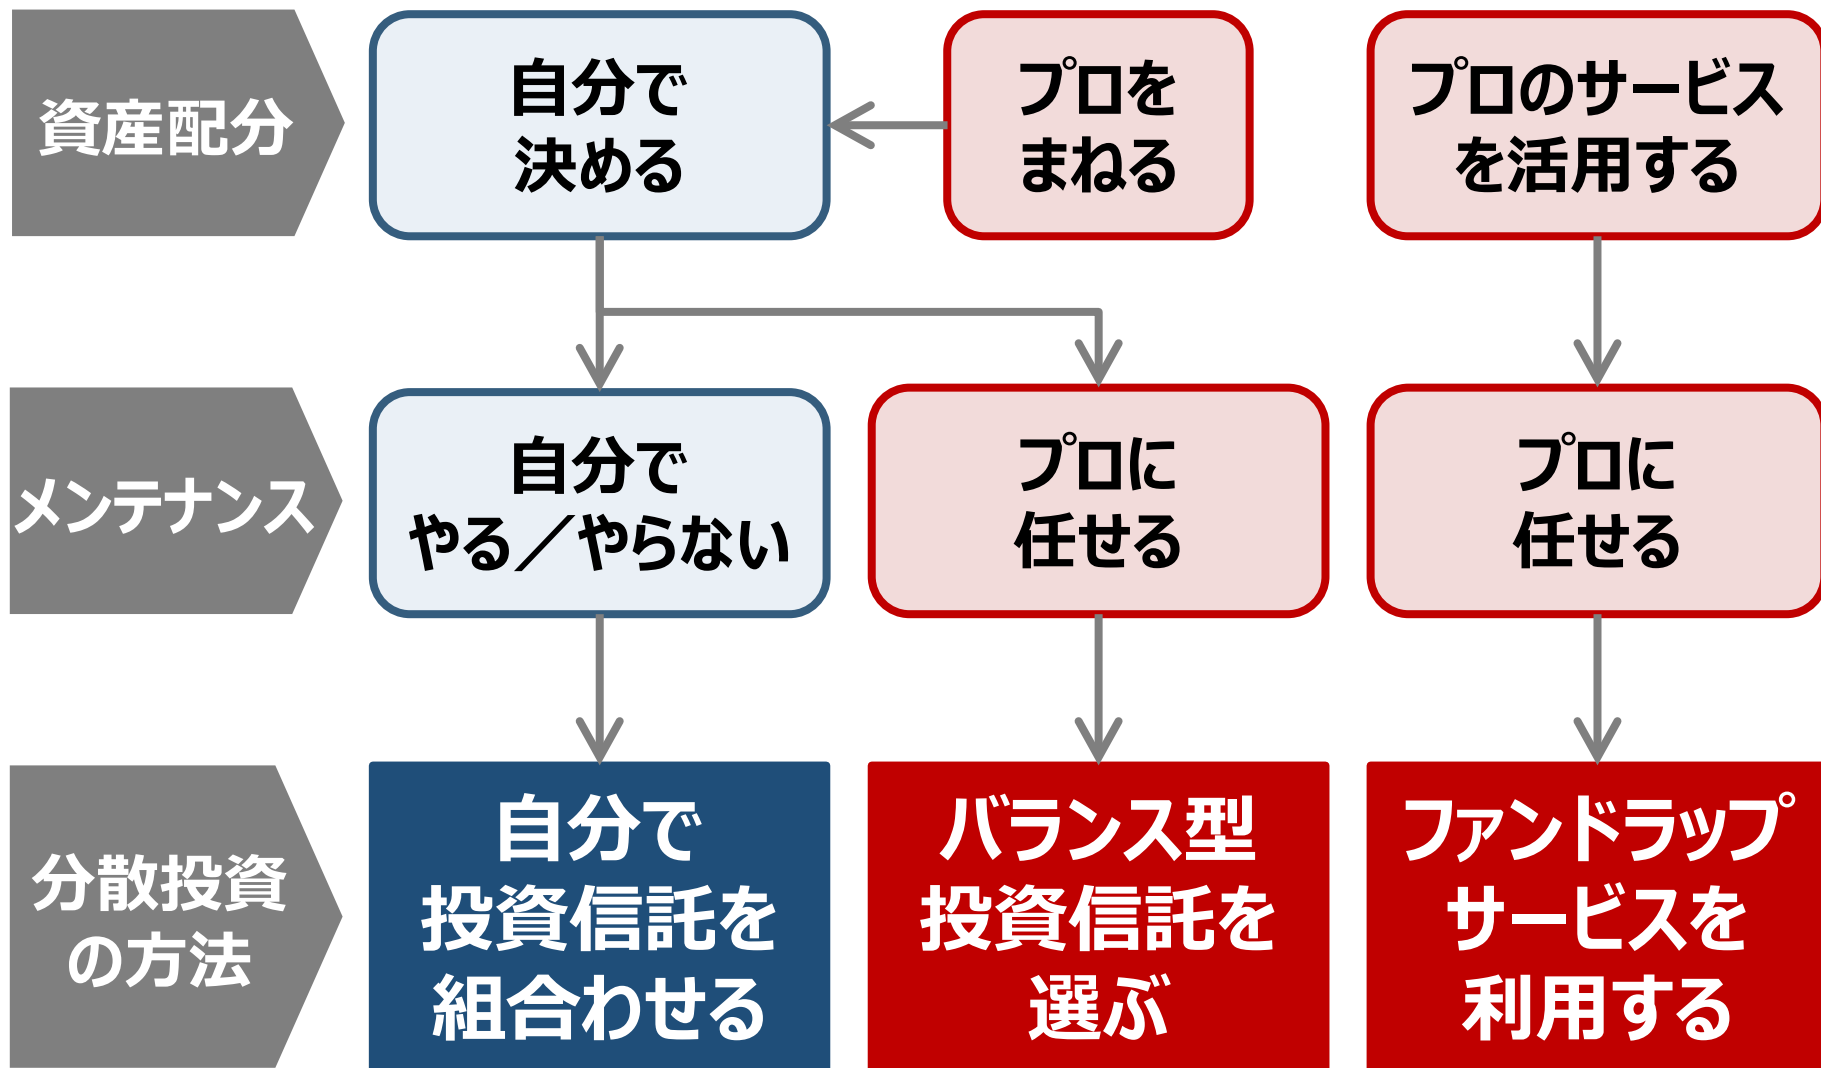 資産配分
自分で
決める
プロを
まねる
プロのサービス
を活用する
メンテナンス
自分で
やる／やらない
プロに
任せる
プロに
任せる
分散投資
の方法
自分で
投資信託を
組合わせる
バランス型
投資信託を
選ぶ
ファンドラップ
サービスを
利用する